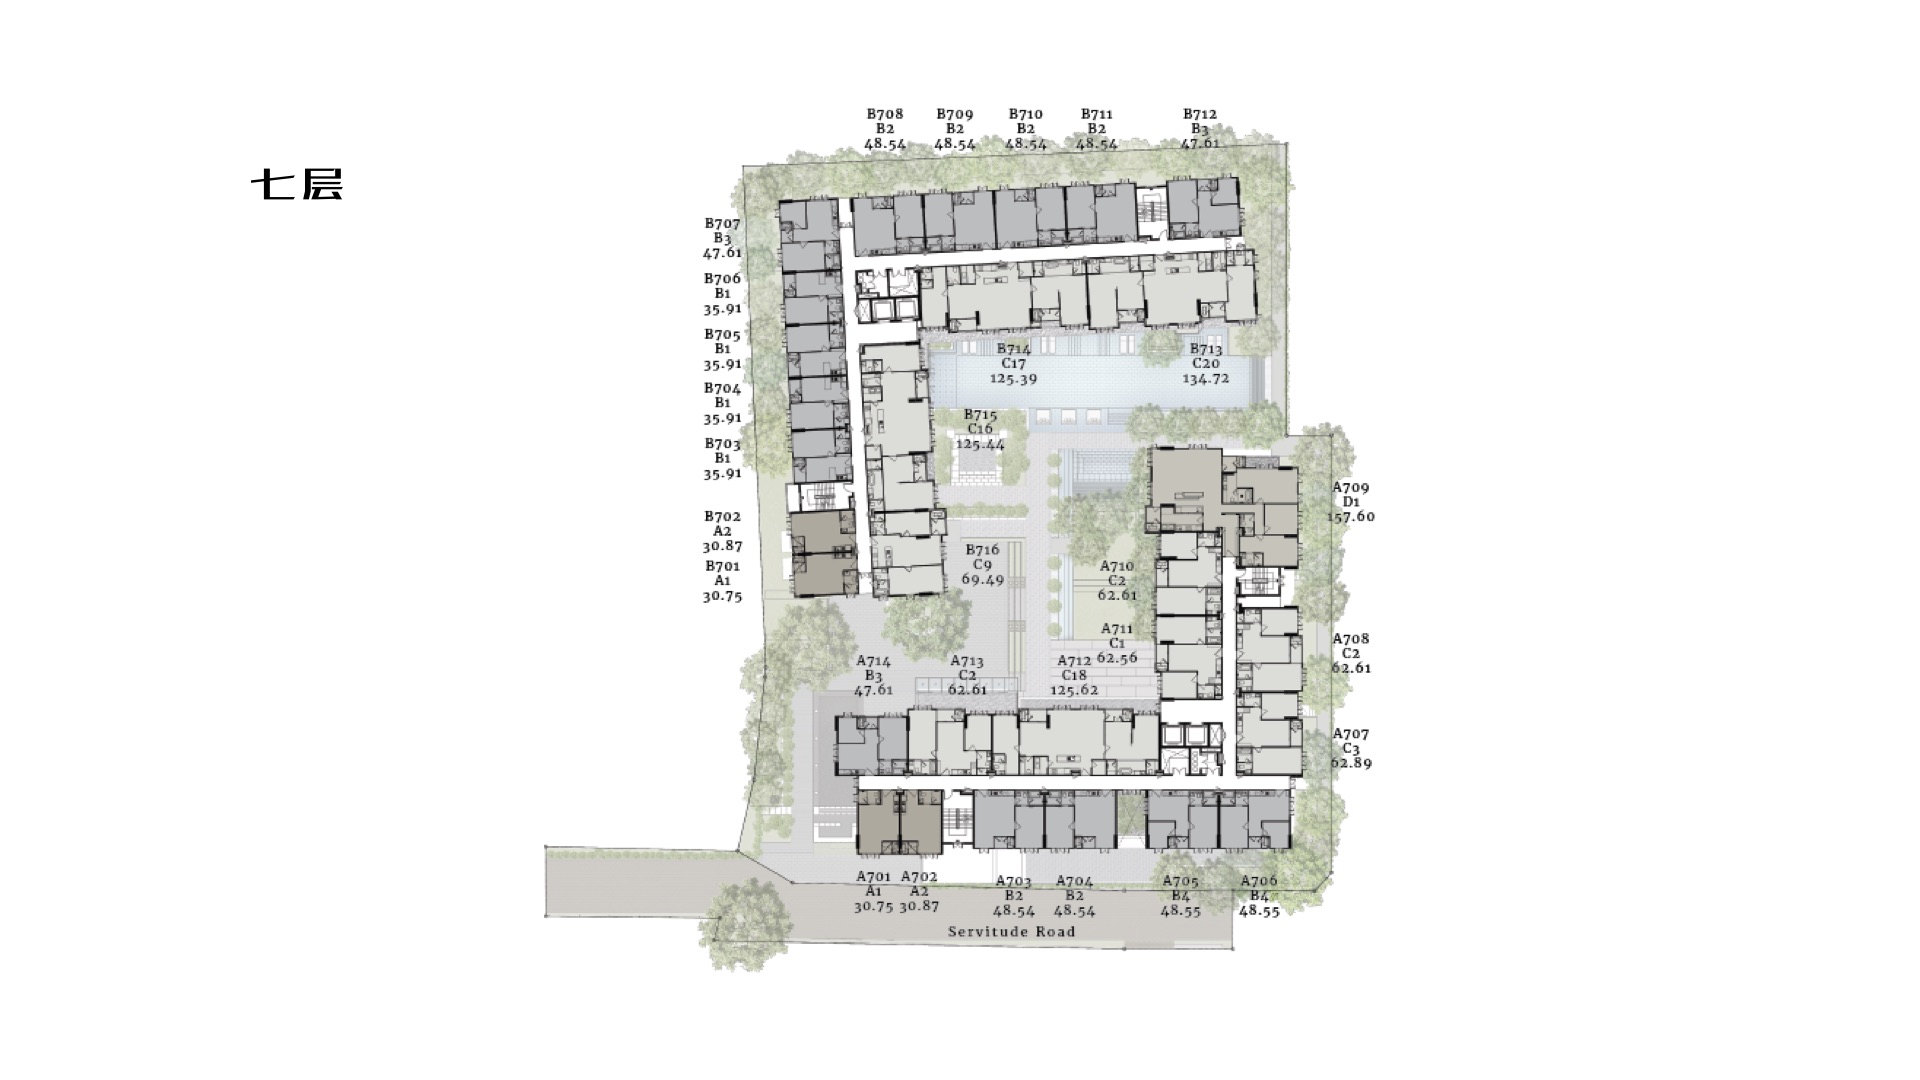 七层
B708
B2
48.54
B709
B2
48.54
B710
B2
48.54
B711
B2
48.54
B712
B3
47.61
B707
B3
47.61
B706
B1
35.91
B705
B1
35.91
B704
B1
35.91
B703
B1
35.91
B702
A2
30.87
B701
A1
30.75
B714
C17
125.39
B713
C20
134.72
B715
C16
125.44
B716
C9
69.49
A709
D1
157.60
A710
C2
62.61
A711
C1
62.56
A708
C2
62.61
A707
C3
62.89
A714
B3
47.61
A713
C2
62.61
A712
C18
125.62
A701
A1
30.75
A702
A2
30.87
A703
B2
48.54
A704
B2
48.54
A705
B4
48.55
A706
B4
48.55
Servitude Road